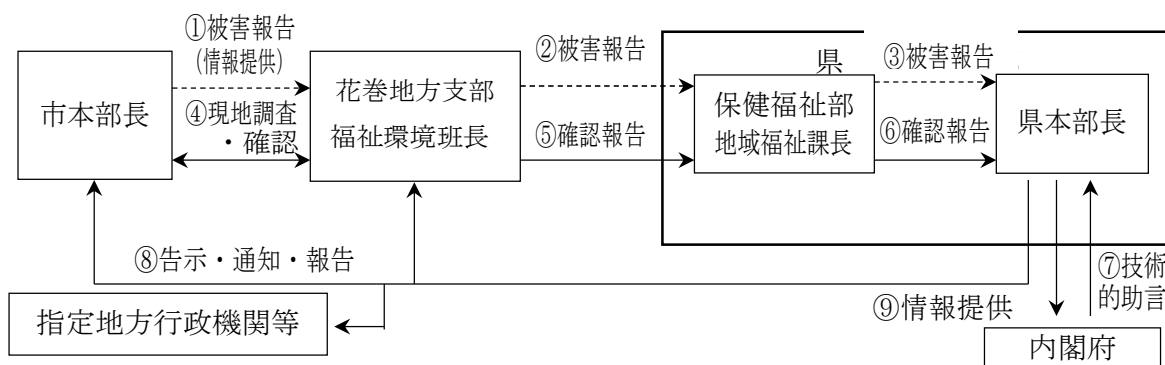 ①被害報告
(情報提供)
②被害報告
県
③被害報告
市本部長
花巻地方支部
福祉環境班長
保健福祉部
地域福祉課長
県本部長
④現地調査
・確認
⑤確認報告
⑥確認報告
⑧告示・通知・報告
⑦技術
的助言
⑨情報提供
指定地方行政機関等
内閣府